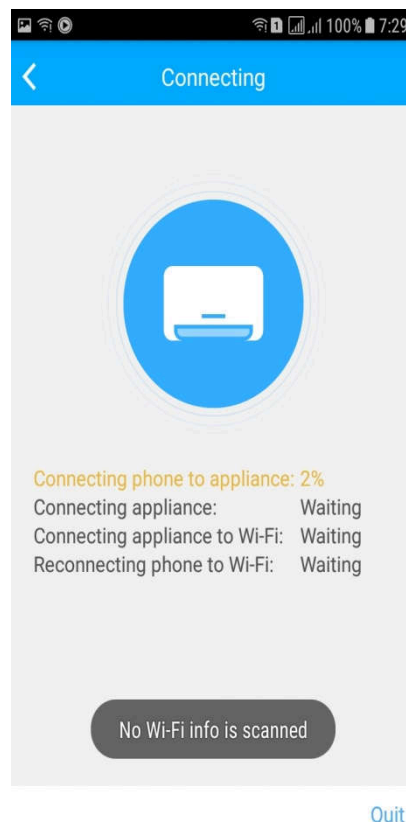 1 100% 7:29
Connecting
Connecting phone to appliance: 2%
Connecting appliance: Waiting
Connecting appliance to Wi-Fi: Waiting
Reconnecting phone to Wi-Fi: Waiting
No Wi-Fi info is scanned
Quit